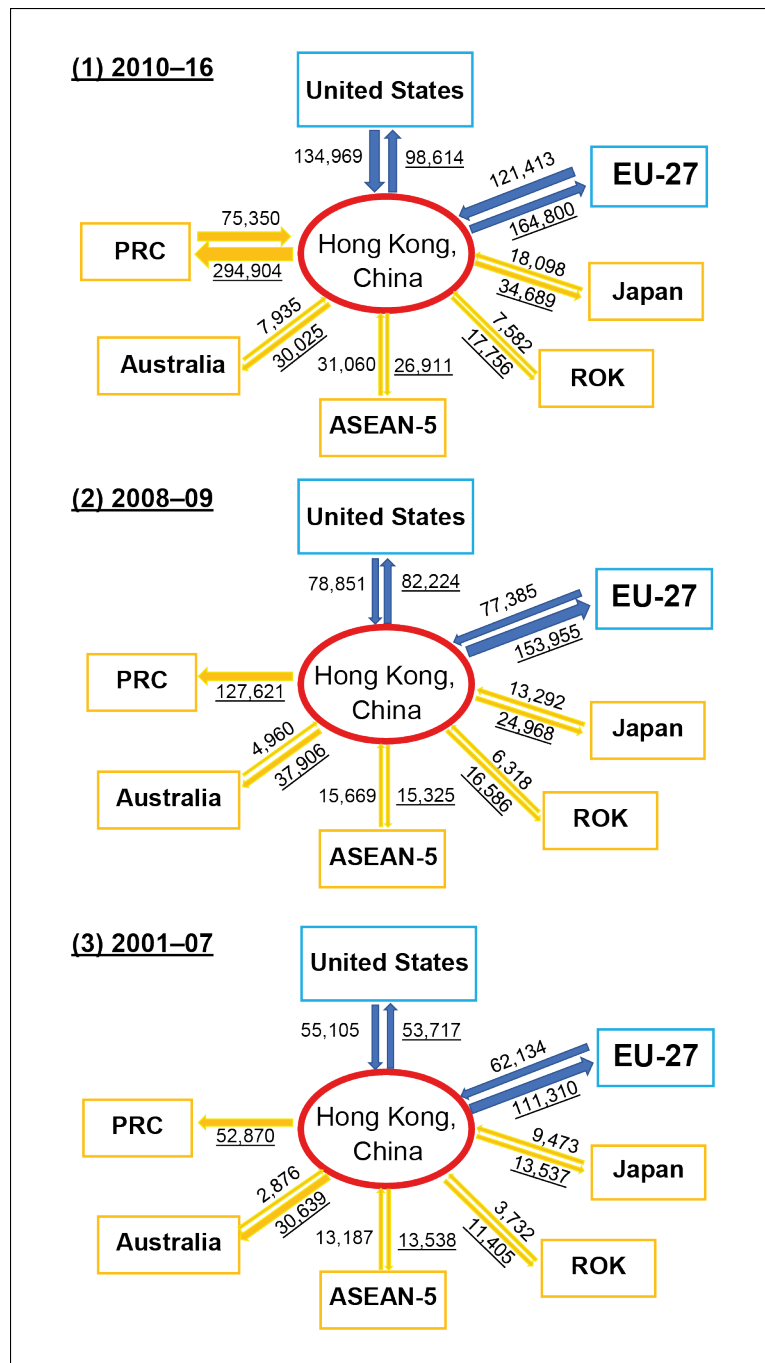 (1) 2010–16
United States
134,969
98,614
121,413
164,800
EU-27
75,350
PRC
294,904
Hong Kong,
China
18,098
34,689
Japan
7,935
30,025
Australia
31,060
26,911
ASEAN-5
7,582
17,756
ROK
(2) 2008–09
United States
78,851
82,224
77,385
153,955
EU-27
PRC
127,621
Hong Kong,
China
13,292
24,968
Japan
4,960
37,906
Australia
15,669
15,325
ASEAN-5
6,318
16,586
ROK
(3) 2001–07
United States
55,105
53,717
62,134
111,310
EU-27
PRC
52,870
Hong Kong,
China
9,473
13,537
Japan
2,876
30,639
Australia
13,187
13,538
ASEAN-5
3,732
11,405
ROK